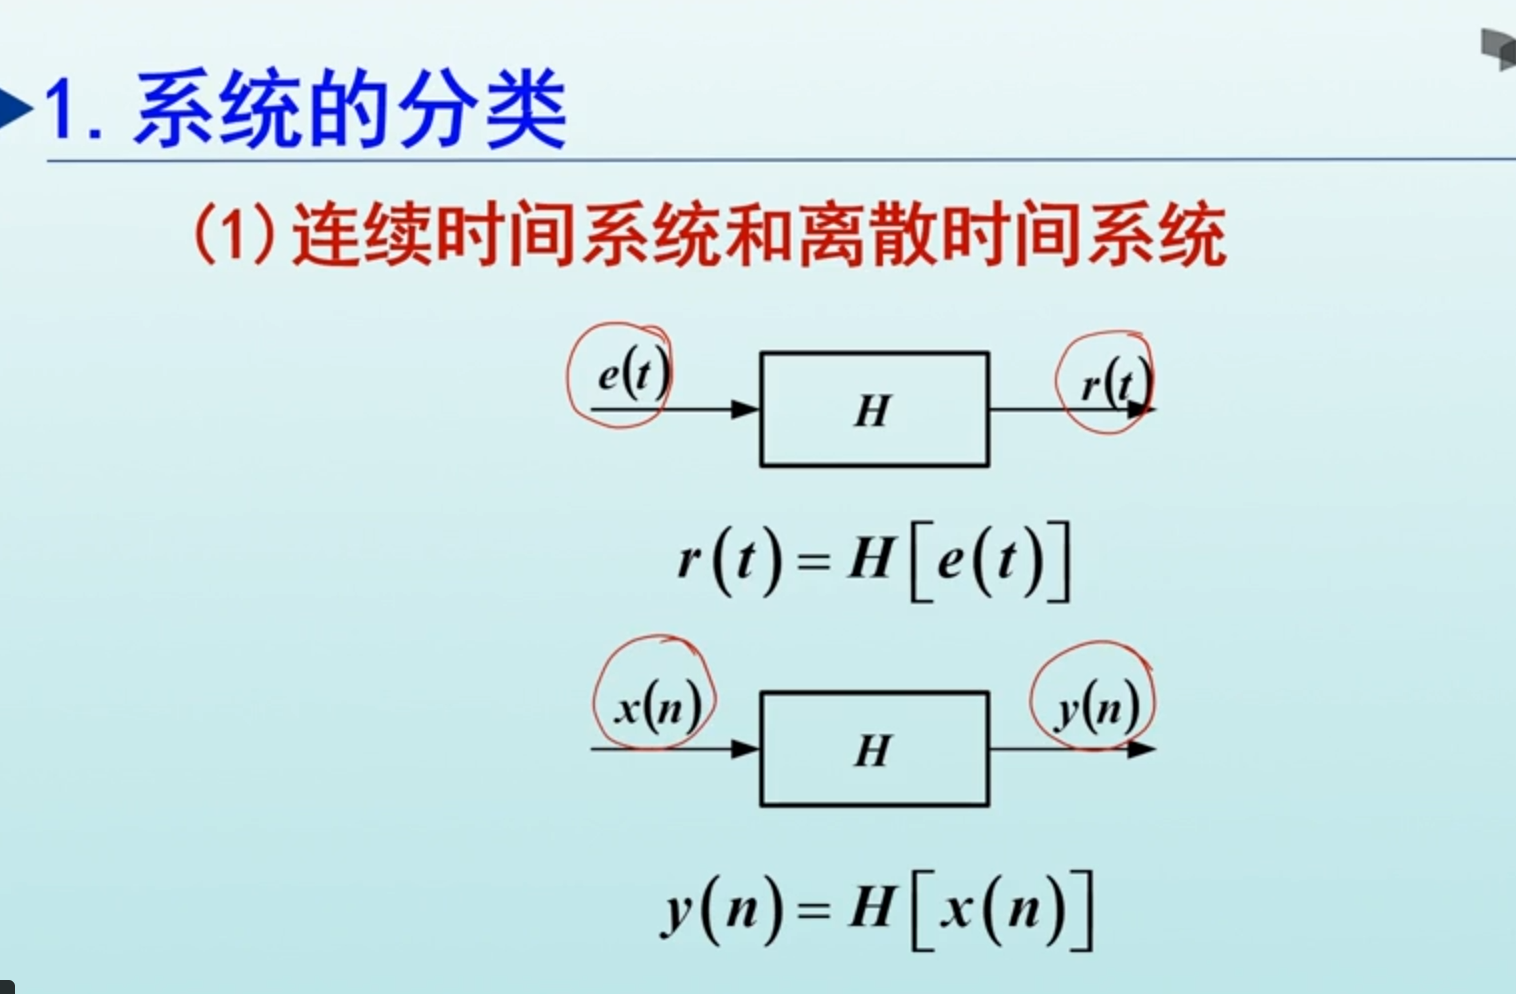 1.系统的分类
(1)连续时间系统和离散时间系统
e(t) H r(t)
r(t)=H[e(t)]
x(n) H y(n)
y(n)=H[x(n)]